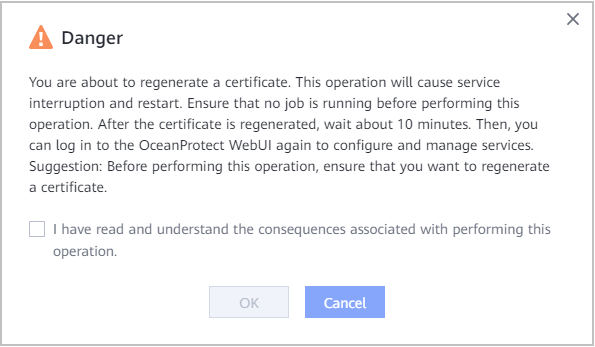 Danger
You are about to regenerate a certificate. This operation will cause service
interruption and restart. Ensure that no job is running before performing this
operation. After the certificate is regenerated, wait about 10 minutes. Then, you
can log in to the OceanProtect WebUI again to configure and manage services.
Suggestion: Before performing this operation, ensure that you want to regenerate
a certificate.
I have read and understand the consequences associated with performing this
operation.
OK
Cancel